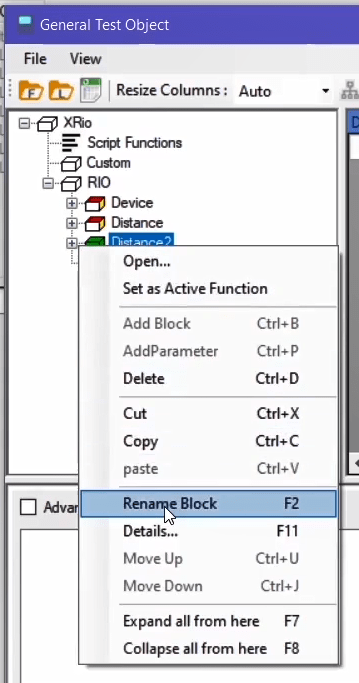 General Test Object
File View
Resize Columns : Auto
XRio
Script Functions
Custom
RIO
Device
Distance
Distance2
Open...
Set as Active Function
Add Block Ctrl+B
AddParameter Ctrl+P
Delete Ctrl+D
Cut Ctrl+X
Copy Ctrl+C
paste Ctrl+V
Rename Block F2
Details... F11
Move Up Ctrl+U
Move Down Ctrl+J
Expand all from here F7
Collapse all from here F8